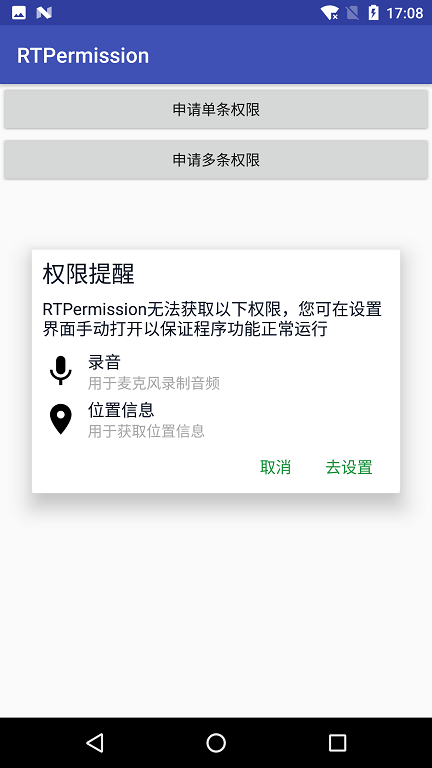 17:08
RTPermission
申请单条权限
申请多条权限
权限提醒
RTPermission无法获取以下权限，您可在设置
界面手动打开以保证程序功能正常运行
录音
用于麦克风录制音频
位置信息
用于获取位置信息
取消 去设置